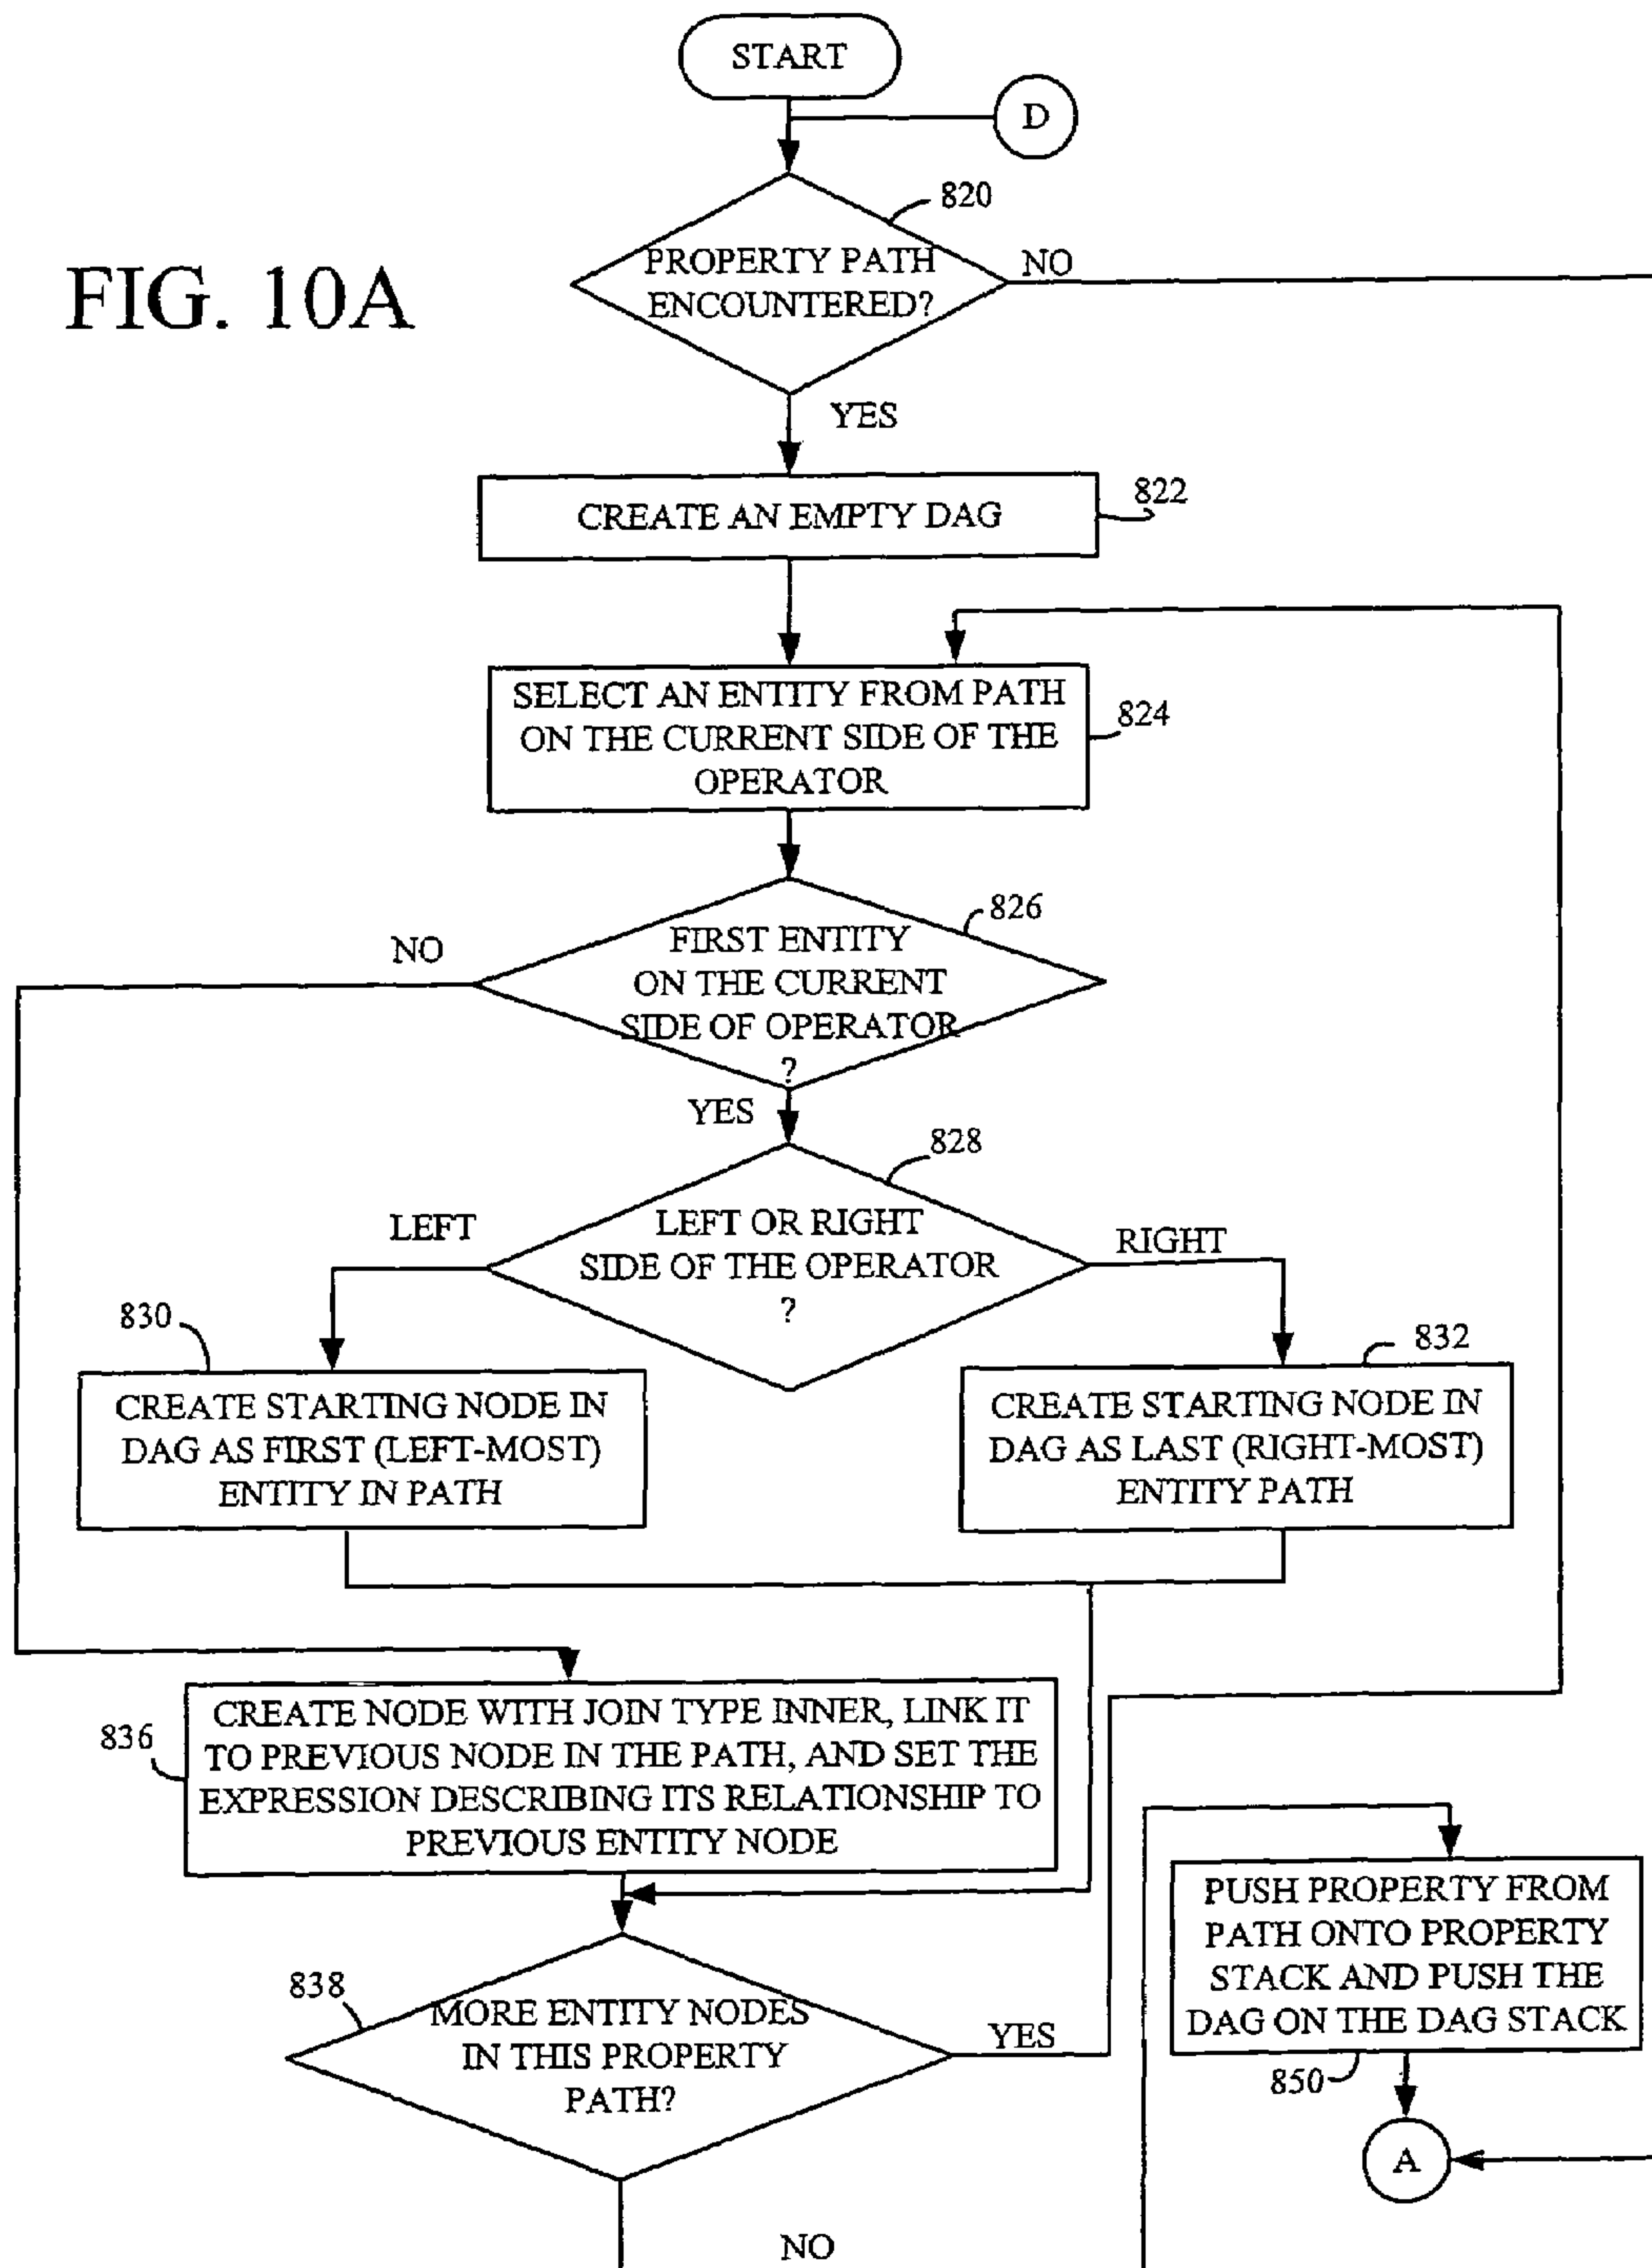 START
D
820
FIG. 10A
PROPERTY PATH
ENCOUNTERED?
NO
YES
CREATE AN EMPTY DAG
822
SELECT AN ENTITY FROM PATH
ON THE CURRENT SIDE OF THE
OPERATOR
824
826
NO
FIRST ENTITY
ON THE CURRENT
SIDE OF OPERATOR
?
YES
828
LEFT
LEFT OR RIGHT
SIDE OF THE OPERATOR
?
RIGHT
830
832
CREATE STARTING NODE IN
DAG AS FIRST (LEFT-MOST)
ENTITY IN PATH
CREATE STARTING NODE IN
DAG AS LAST (RIGHT-MOST)
ENTITY PATH
836
CREATE NODE WITH JOIN TYPE INNER, LINK IT
TO PREVIOUS NODE IN THE PATH, AND SET THE
EXPRESSION DESCRIBING ITS RELATIONSHIP TO
PREVIOUS ENTITY NODE
838
MORE ENTITY NODES
IN THIS PROPERTY
PATH?
YES
PUSH PROPERTY FROM
PATH ONTO PROPERTY
STACK AND PUSH THE
DAG ON THE DAG STACK
850
A
NO